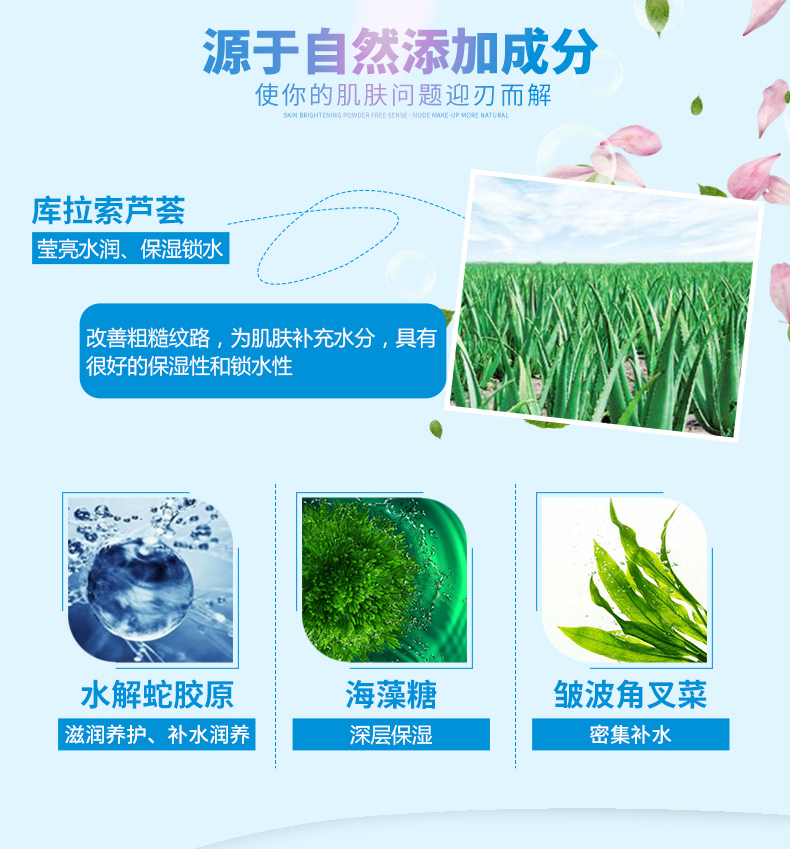 源于自然添加成分
使你的肌肤问题迎刃而解
SKIN BRIGHTENING POWDER FREE SENSE - NUDE MAKE-UP MORE NATURAL
库拉索芦荟
莹亮水润、保湿锁水
改善粗糙纹路，为肌肤补充水分，具有
很好的保湿性和锁水性
水解蛇胶原
滋润养护、补水润养
海藻糖
深层保湿
皱波角叉菜
密集补水